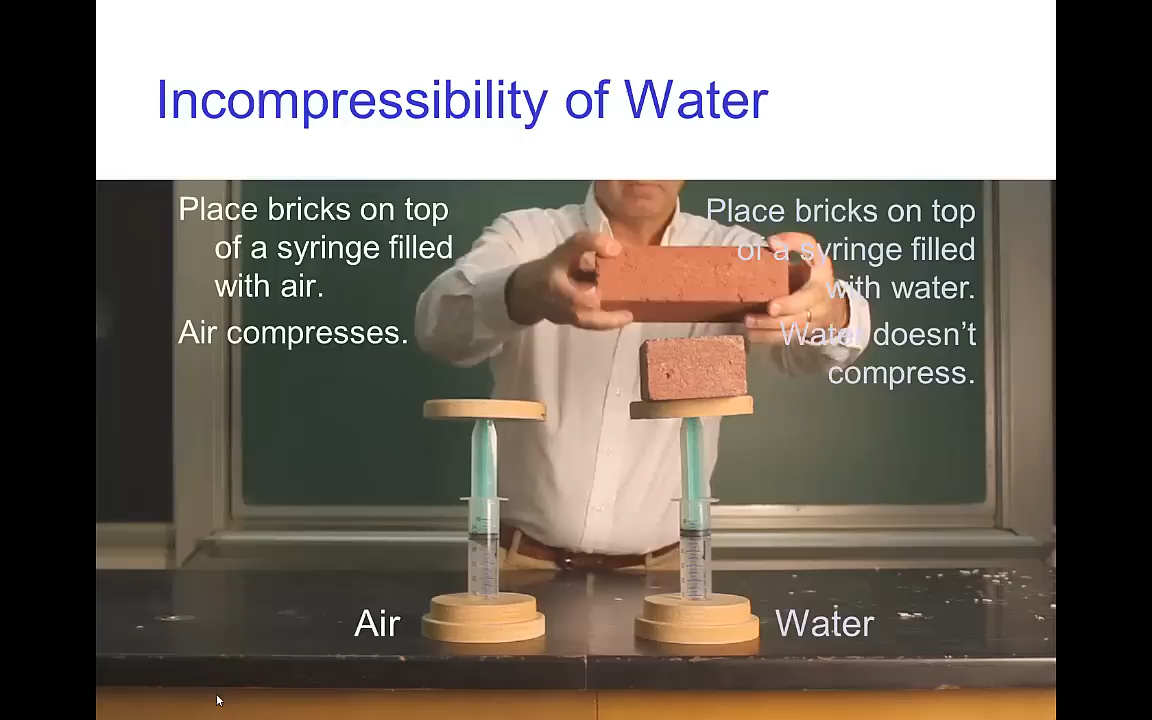 Incompressibility of Water
Place bricks on top
of a syringe filled
with air.
Air compresses.
Place bricks on top
of a syringe filled
with water.
Water doesn’t
compress.
Air
Water